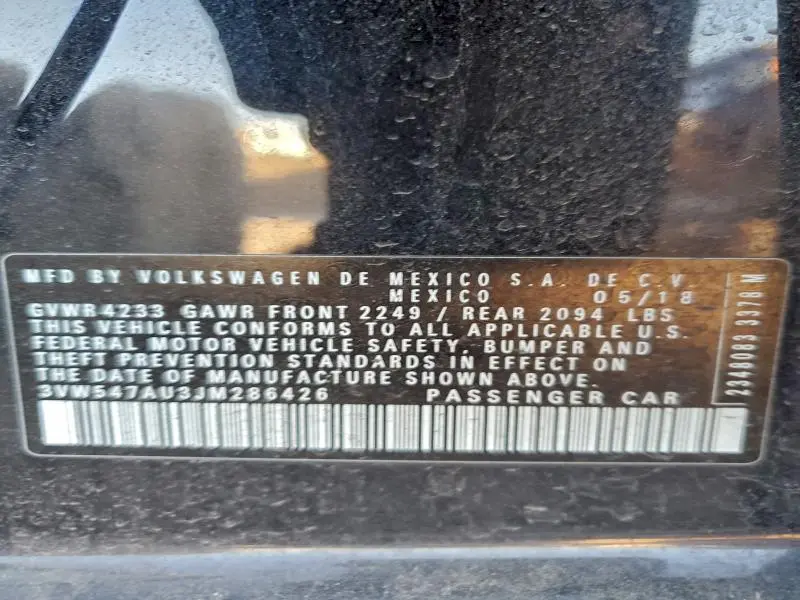 MFD BY VOLKSWAGEN DE MEXICO S.A. DE C.V.
MEXICO 05/18
GVWR 4233 GAWR FRONT 2249 / REAR 2094 LBS
THIS VEHICLE CONFORMS TO ALL APPLICABLE U.S.
FEDERAL MOTOR VEHICLE SAFETY, BUMPER AND
THEFT PREVENTION STANDARDS IN EFFECT ON
THE DATE OF MANUFACTURE SHOWN ABOVE.
3VW547AU3JM286426 PASSENGER CAR
2348063 3378 M